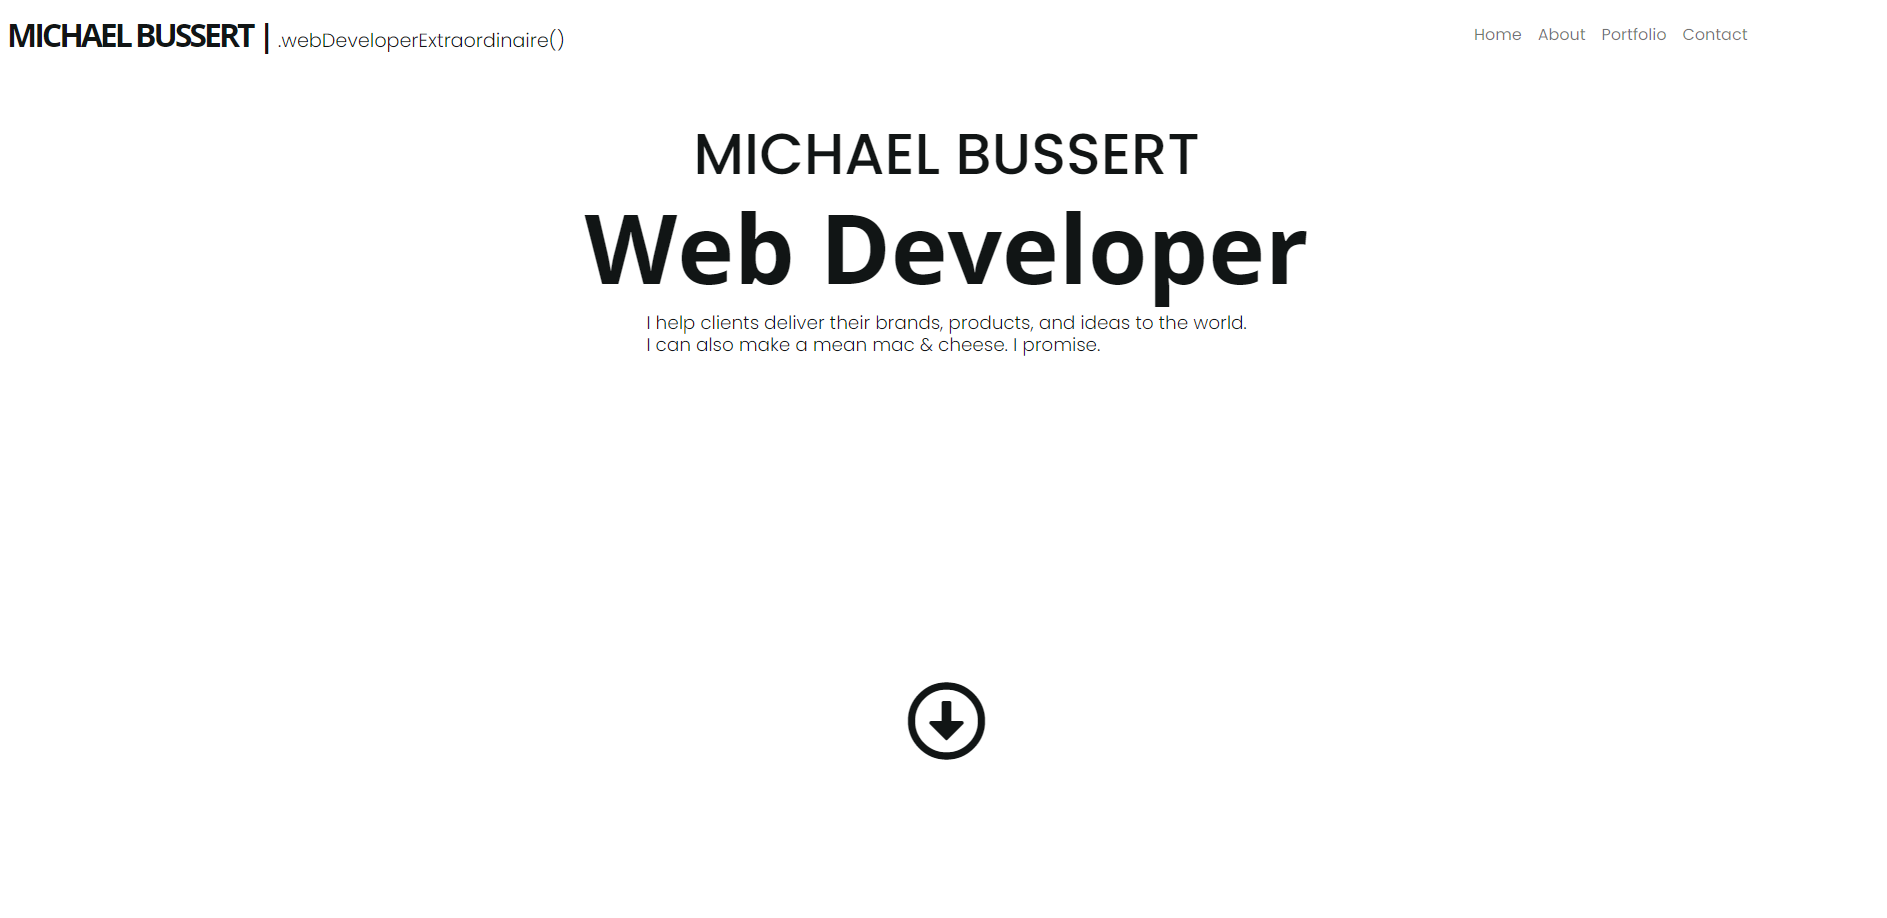 MICHAEL BUSSERT | .webDeveloperExtraordinaire()
Home About Portfolio Contact
MICHAEL BUSSERT
Web Developer
I help clients deliver their brands, products, and ideas to the world.
I can also make a mean mac & cheese. I promise.